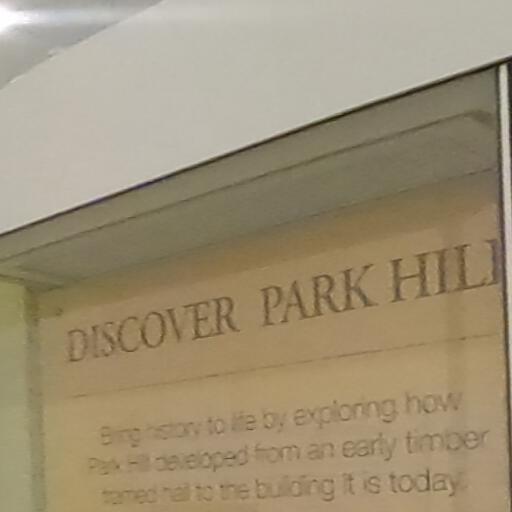 DISCOVER PARK HILL
Bring history to life by exploring how
Park Hill developed from an early timber
framed hall to the building it is today.